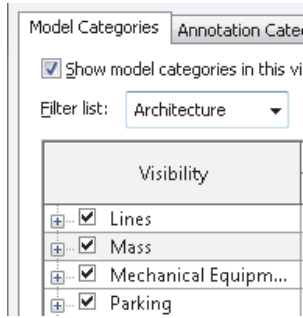 Model Categories Annotation Cate
Show model categories in this vi
Filter list: Architecture
Visibility
Lines
Mass
Mechanical Equipm...
Parking